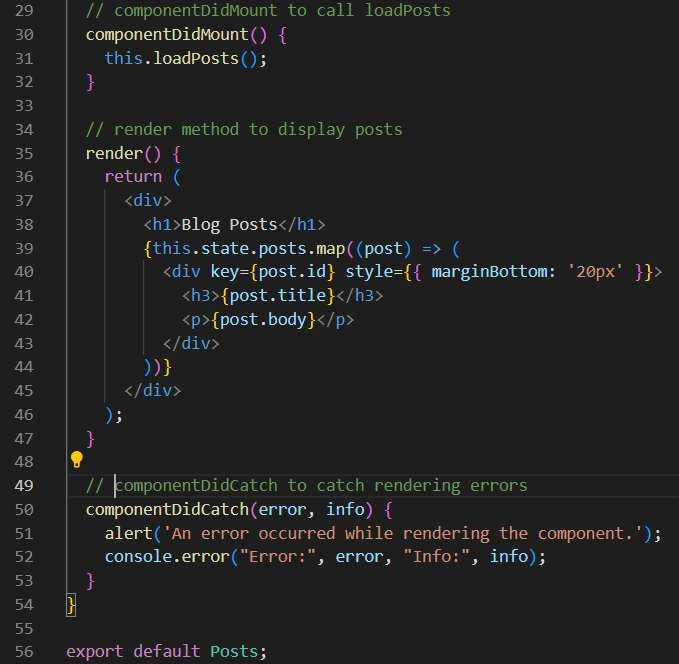 29 // componentDidMount to call loadPosts
30 componentDidMount() {
31 this.loadPosts();
32 }
33
34 // render method to display posts
35 render() {
36 return (
37 <div>
38 <h1>Blog Posts</h1>
39 {this.state.posts.map((post) => (
40 <div key={post.id} style={{ marginBottom: '20px' }}>
41 <h3>{post.title}</h3>
42 <p>{post.body}</p>
43 </div>
44 ))}
45 </div>
46 );
47 }
48
49 // componentDidCatch to catch rendering errors
50 componentDidCatch(error, info) {
51 alert('An error occurred while rendering the component.');
52 console.error("Error:", error, "Info:", info);
53 }
54 }
55
56 export default Posts;